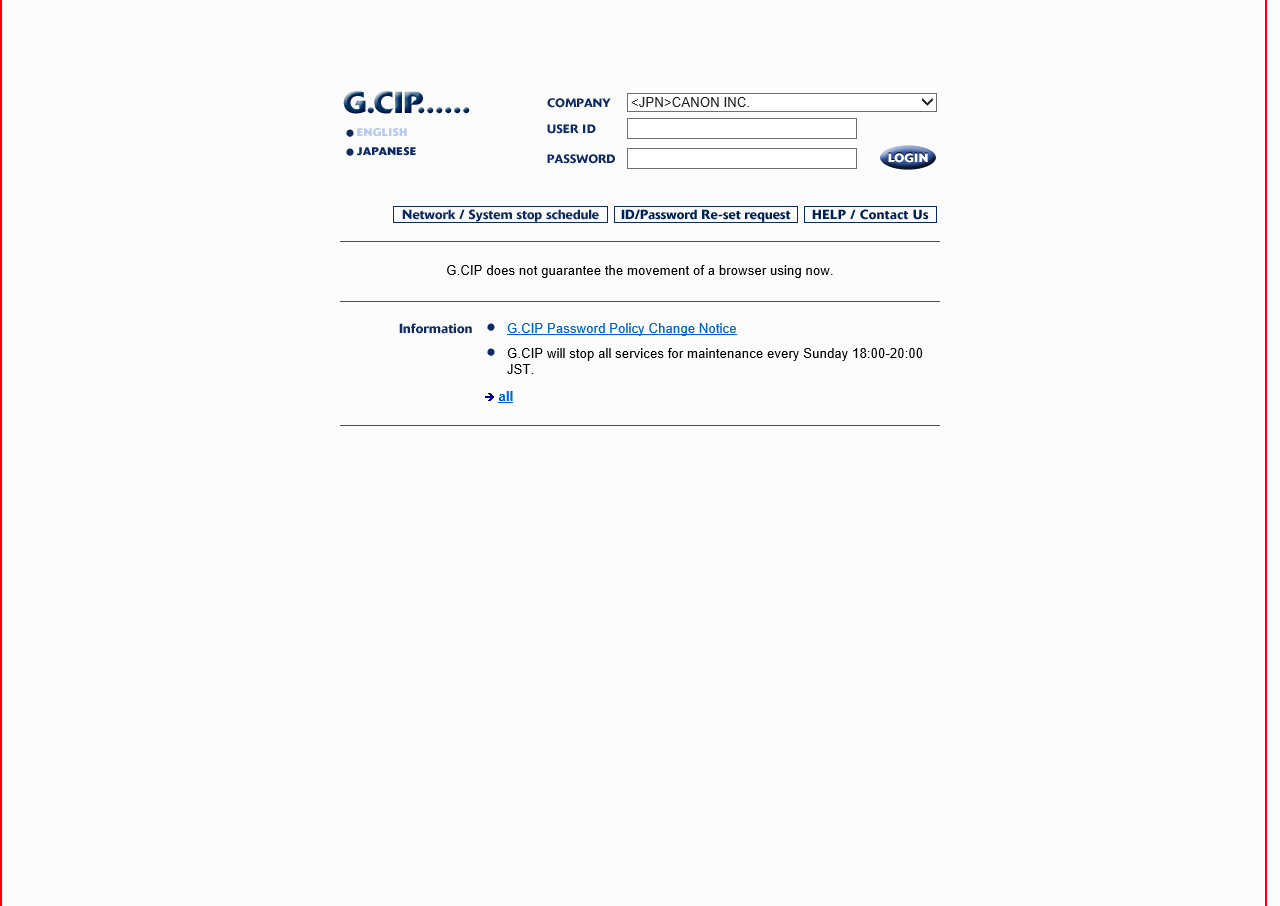 G.CIP......
ENGLISH
JAPANESE
COMPANY <JPN>CANON INC.
USER ID
PASSWORD
LOGIN
Network / System stop schedule ID/Password Re-set request HELP / Contact Us
G.CIP does not guarantee the movement of a browser using now.
Information
G.CIP Password Policy Change Notice
G.CIP will stop all services for maintenance every Sunday 18:00-20:00
JST.
all